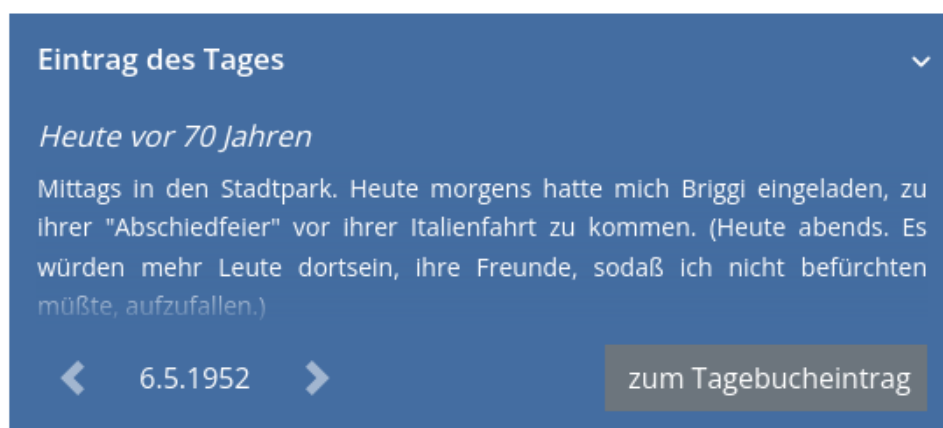 Eintrag des Tages
Heute vor 70 Jahren
Mittags in den Stadtpark. Heute morgens hatte mich Briggi eingeladen, zu
ihrer "Abschiedfeier" vor ihrer Italienfahrt zu kommen. (Heute abends. Es
würden mehr Leute dortsein, ihre Freunde, sodaß ich nicht befürchten
müßte, aufzufallen.)
6.5.1952
zum Tagebucheintrag